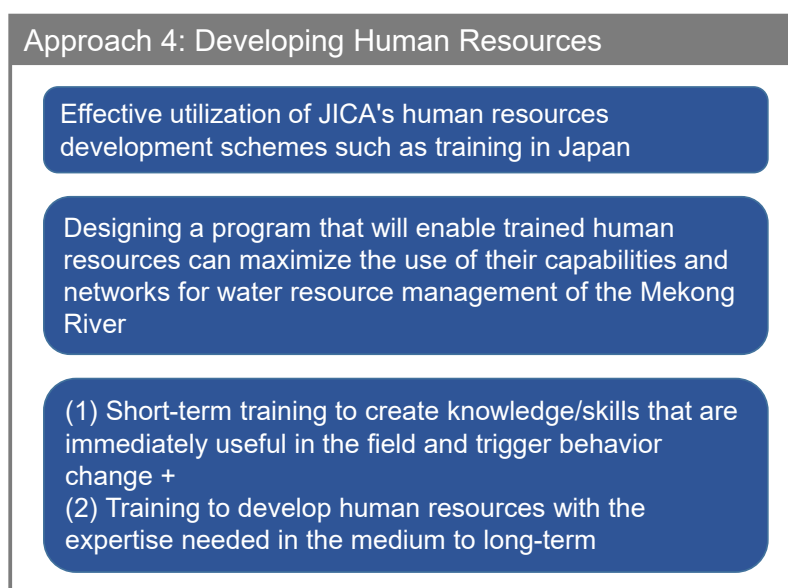 Approach 4: Developing Human Resources
Effective utilization of JICA's human resources
development schemes such as training in Japan
Designing a program that will enable trained human
resources can maximize the use of their capabilities and
networks for water resource management of the Mekong
River
(1) Short-term training to create knowledge/skills that are
immediately useful in the field and trigger behavior
change +
(2) Training to develop human resources with the
expertise needed in the medium to long-term